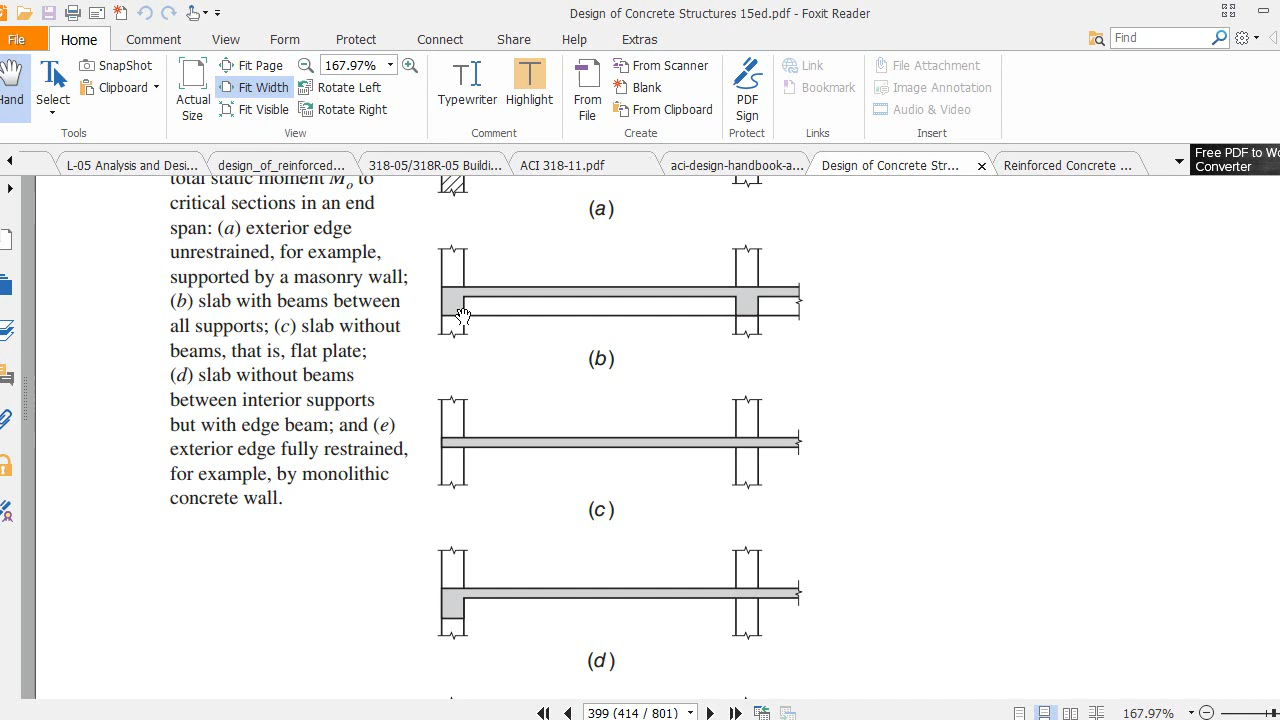 Design of Concrete Structures 15ed.pdf - Foxit Reader
File Home Comment View Form Protect Connect Share Help Extras Find
Hand
Select
SnapShot
Clipboard
Actual
Size
Fit Page
Fit Width
Fit Visible
167.97%
Rotate Left
Rotate Right
Typewriter
Highlight
From
File
From Scanner
Blank
From Clipboard
PDF
Sign
Link
Bookmark
File Attachment
Image Annotation
Audio & Video
Tools View Comment Create Protect Links Insert
L-05 Analysis and Desi... design_of_reinforced... 318-05/318R-05 Buildi... ACI 318-11.pdf aci-design-handbook-a... Design of Concrete Str... Reinforced Concrete ...
Free PDF to Wo
Converter
total static moment Mo to
critical sections in an end
span: (a) exterior edge
unrestrained, for example,
supported by a masonry wall;
(b) slab with beams between
all supports; (c) slab without
beams, that is, flat plate;
(d) slab without beams
between interior supports
but with edge beam; and (e)
exterior edge fully restrained,
for example, by monolithic
concrete wall.
(a)
(b)
(c)
(d)
399 (414 / 801)
167.97%